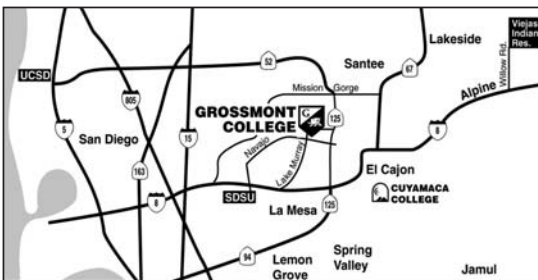 Lakeside
Viejas
Indian
Res.
Willow Rd.
UCSD
52
Santee
67
Mission Gorge
Alpine
805
GROSSMONT
COLLEGE
G
125
8
5
San Diego
15
Navajo
Lake Murray
163
El Cajon
CUYAMACA
COLLEGE
8
SDSU
La Mesa
125
94
Lemon
Grove
Spring
Valley
Jamul